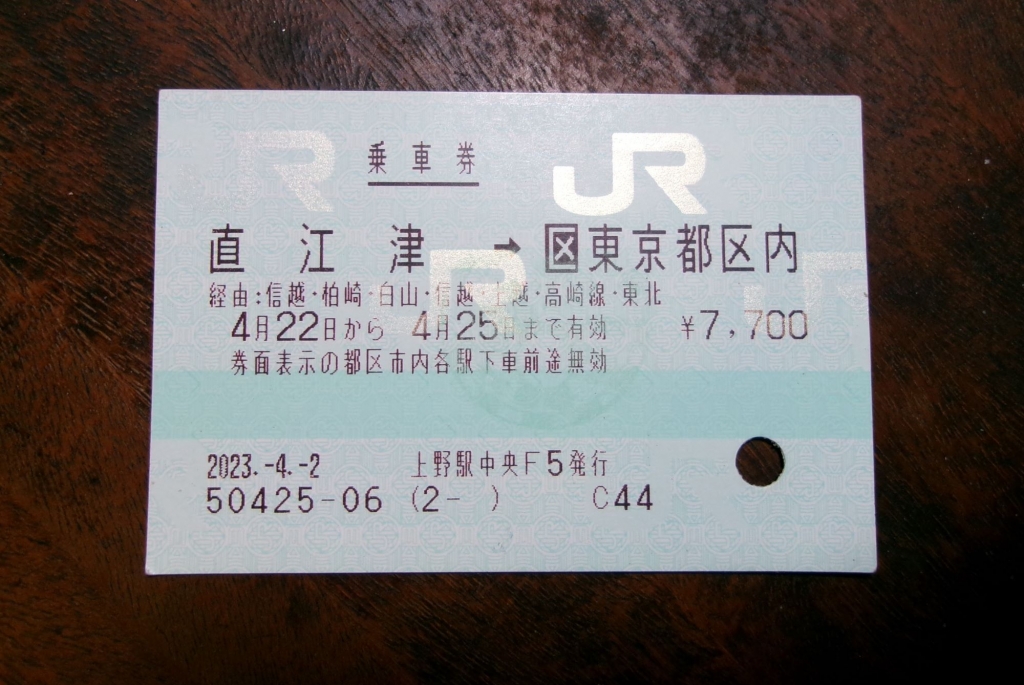 JR
乗車券
JR
直江津 → 区東京都区内
R
経由:信越・柏崎・白山・信越・上越・高崎線・東北
JR
4月22日から 4月25日まで有効 ¥7,700
券面表示の都区市内各駅下車前途無効
2023.-4.-2 上野駅中央F5発行
50425-06 (2- ) C44